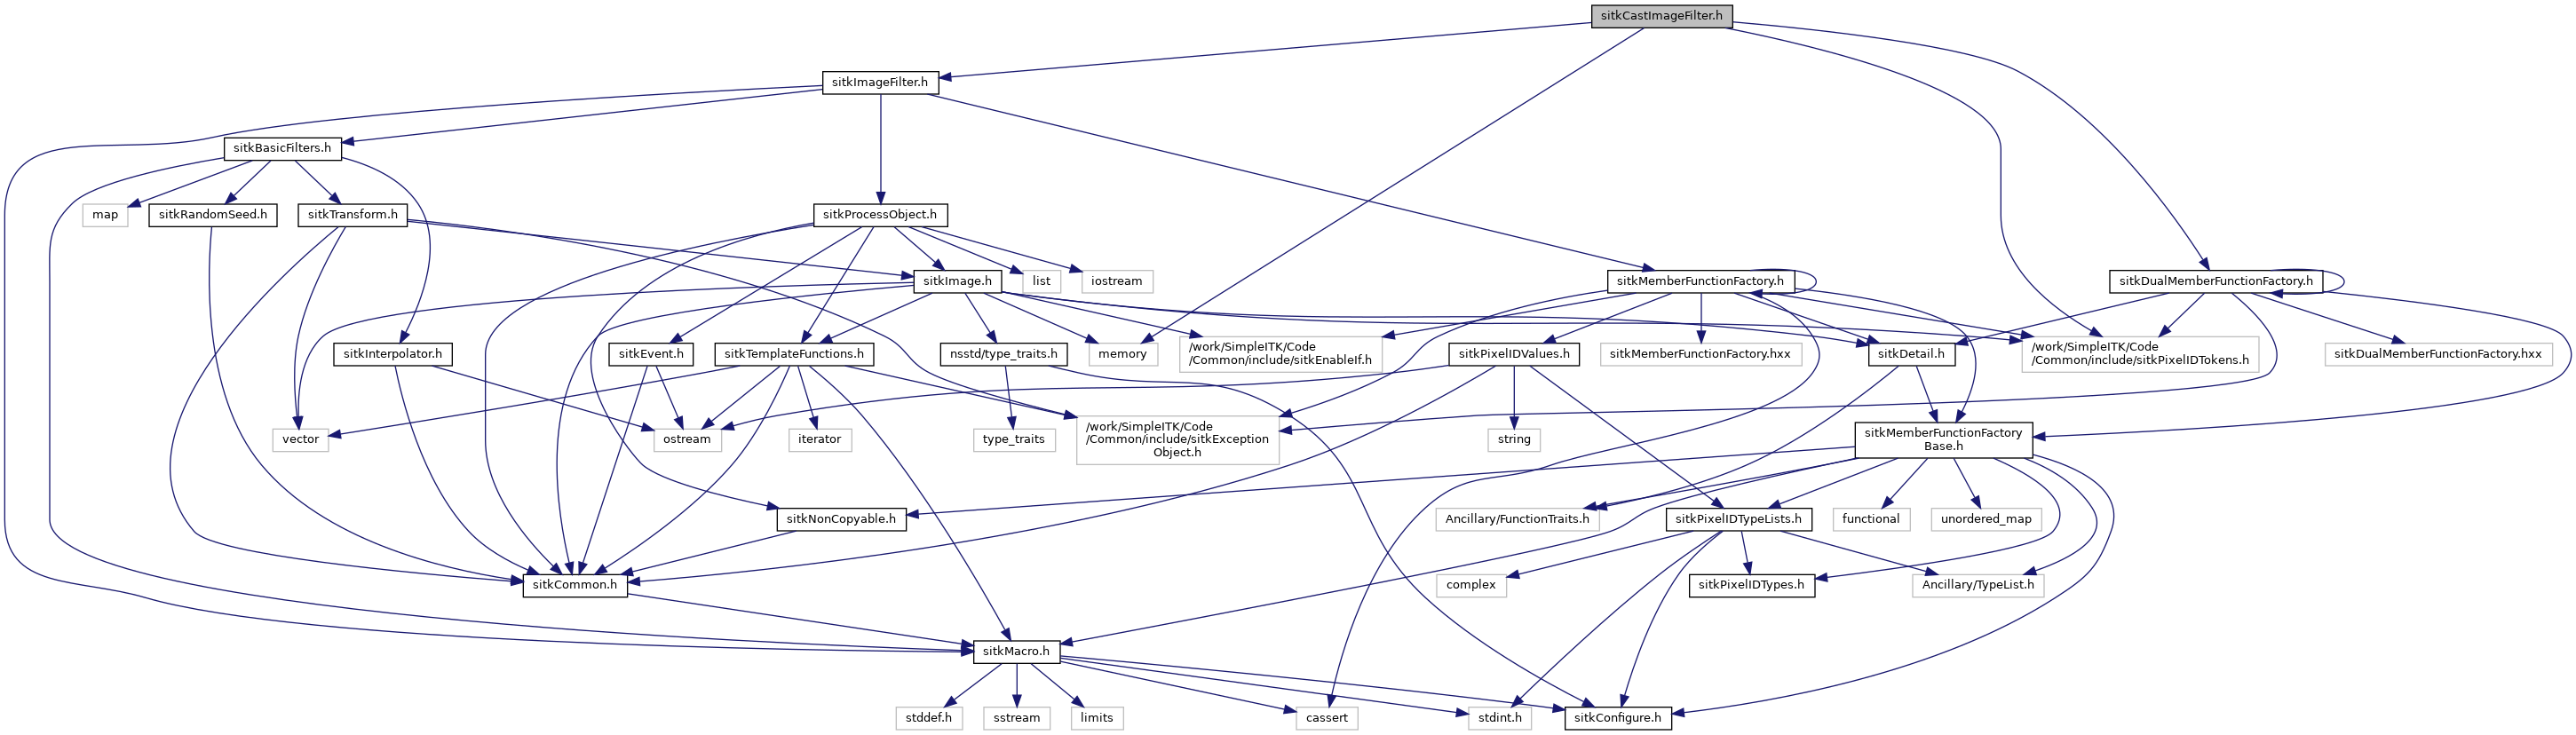 sitkCastImageFilter.h
sitkImageFilter.h
sitkBasicFilters.h
map
sitkRandomSeed.h
sitkTransform.h
sitkProcessObject.h
sitkImage.h
list
iostream
sitkMemberFunctionFactory.h
sitkDualMemberFunctionFactory.h
sitkInterpolator.h
sitkEvent.h
sitkTemplateFunctions.h
nsstd/type_traits.h
memory
/work/SimpleITK/Code
/Common/include/sitkEnableIf.h
sitkPixelIDValues.h
sitkMemberFunctionFactory.hxx
sitkDetail.h
/work/SimpleITK/Code
/Common/include/sitkPixelIDTokens.h
sitkDualMemberFunctionFactory.hxx
vector
ostream
iterator
type_traits
/work/SimpleITK/Code
/Common/include/sitkException
Object.h
string
sitkMemberFunctionFactory
Base.h
sitkNonCopyable.h
Ancillary/FunctionTraits.h
sitkPixelIDTypeLists.h
functional
unordered_map
sitkCommon.h
complex
sitkPixelIDTypes.h
Ancillary/TypeList.h
sitkMacro.h
stddef.h
sstream
limits
cassert
stdint.h
sitkConfigure.h